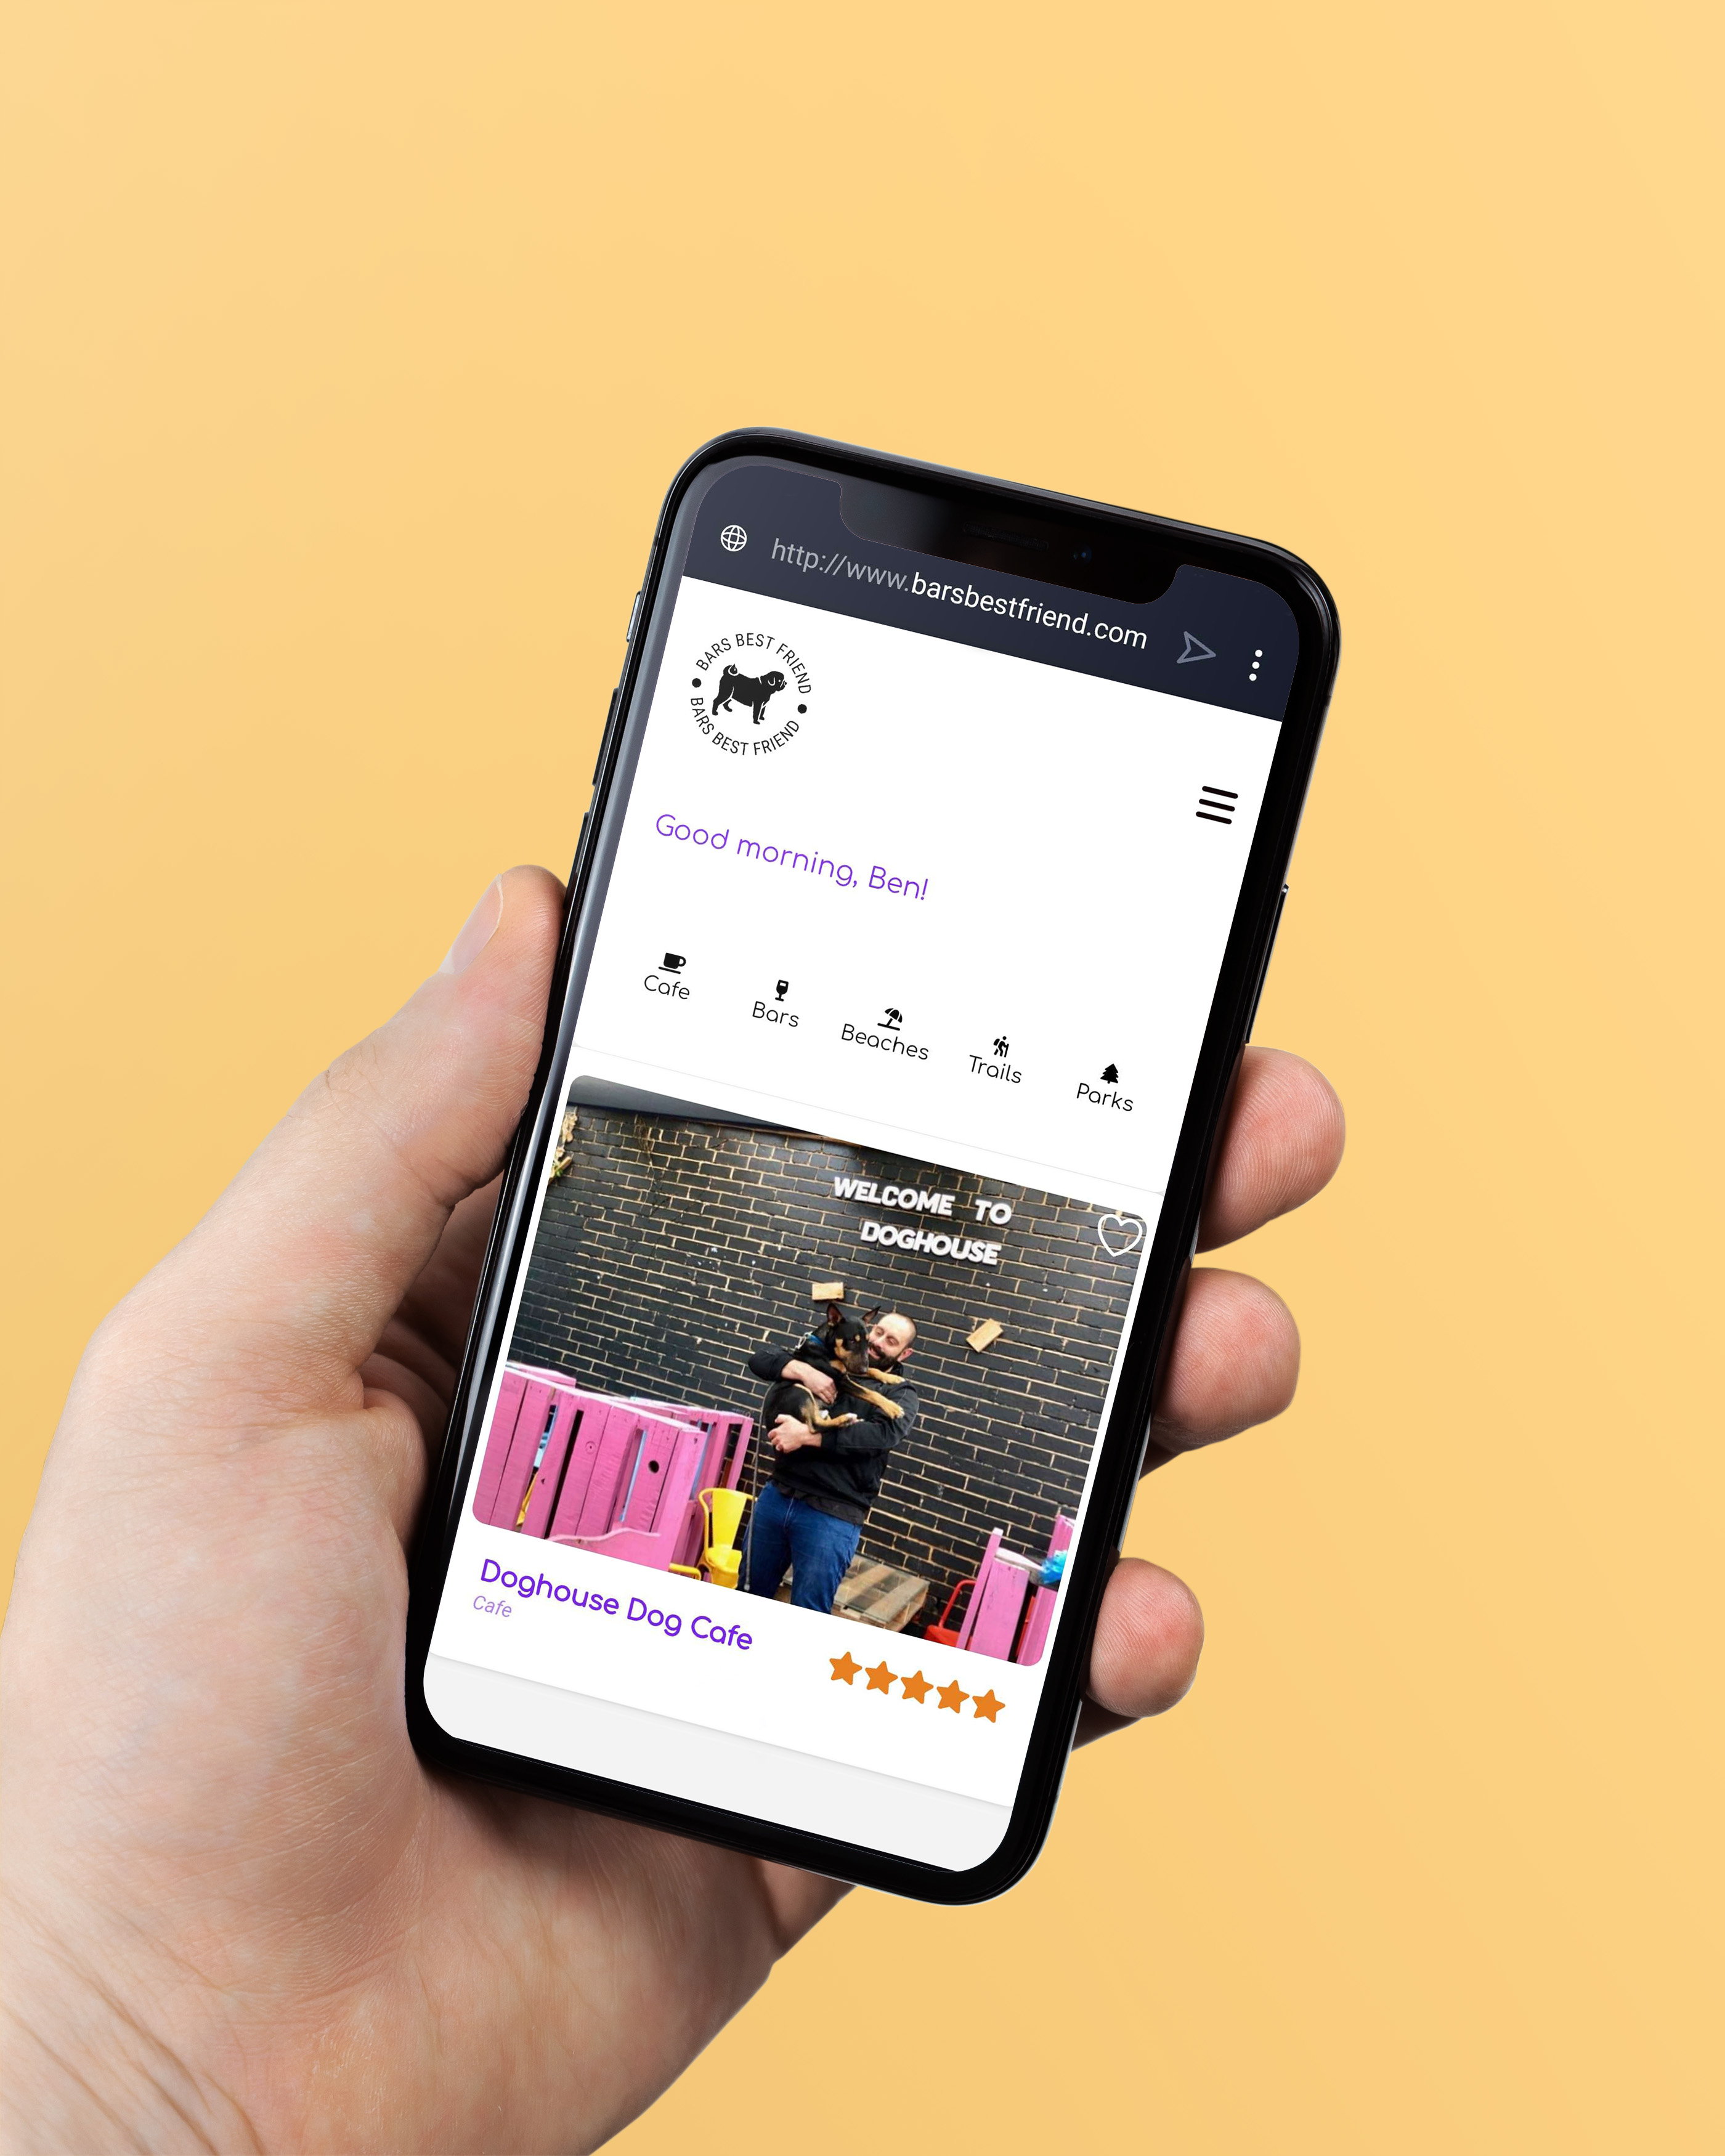 http://www.barsbestfriend.com
BARS BEST FRIEND
BARS BEST FRIEND
Good morning, Ben!
Cafe
Bars
Beaches
Trails
Parks
WELCOME TO
DOGHOUSE
Doghouse Dog Cafe
Cafe